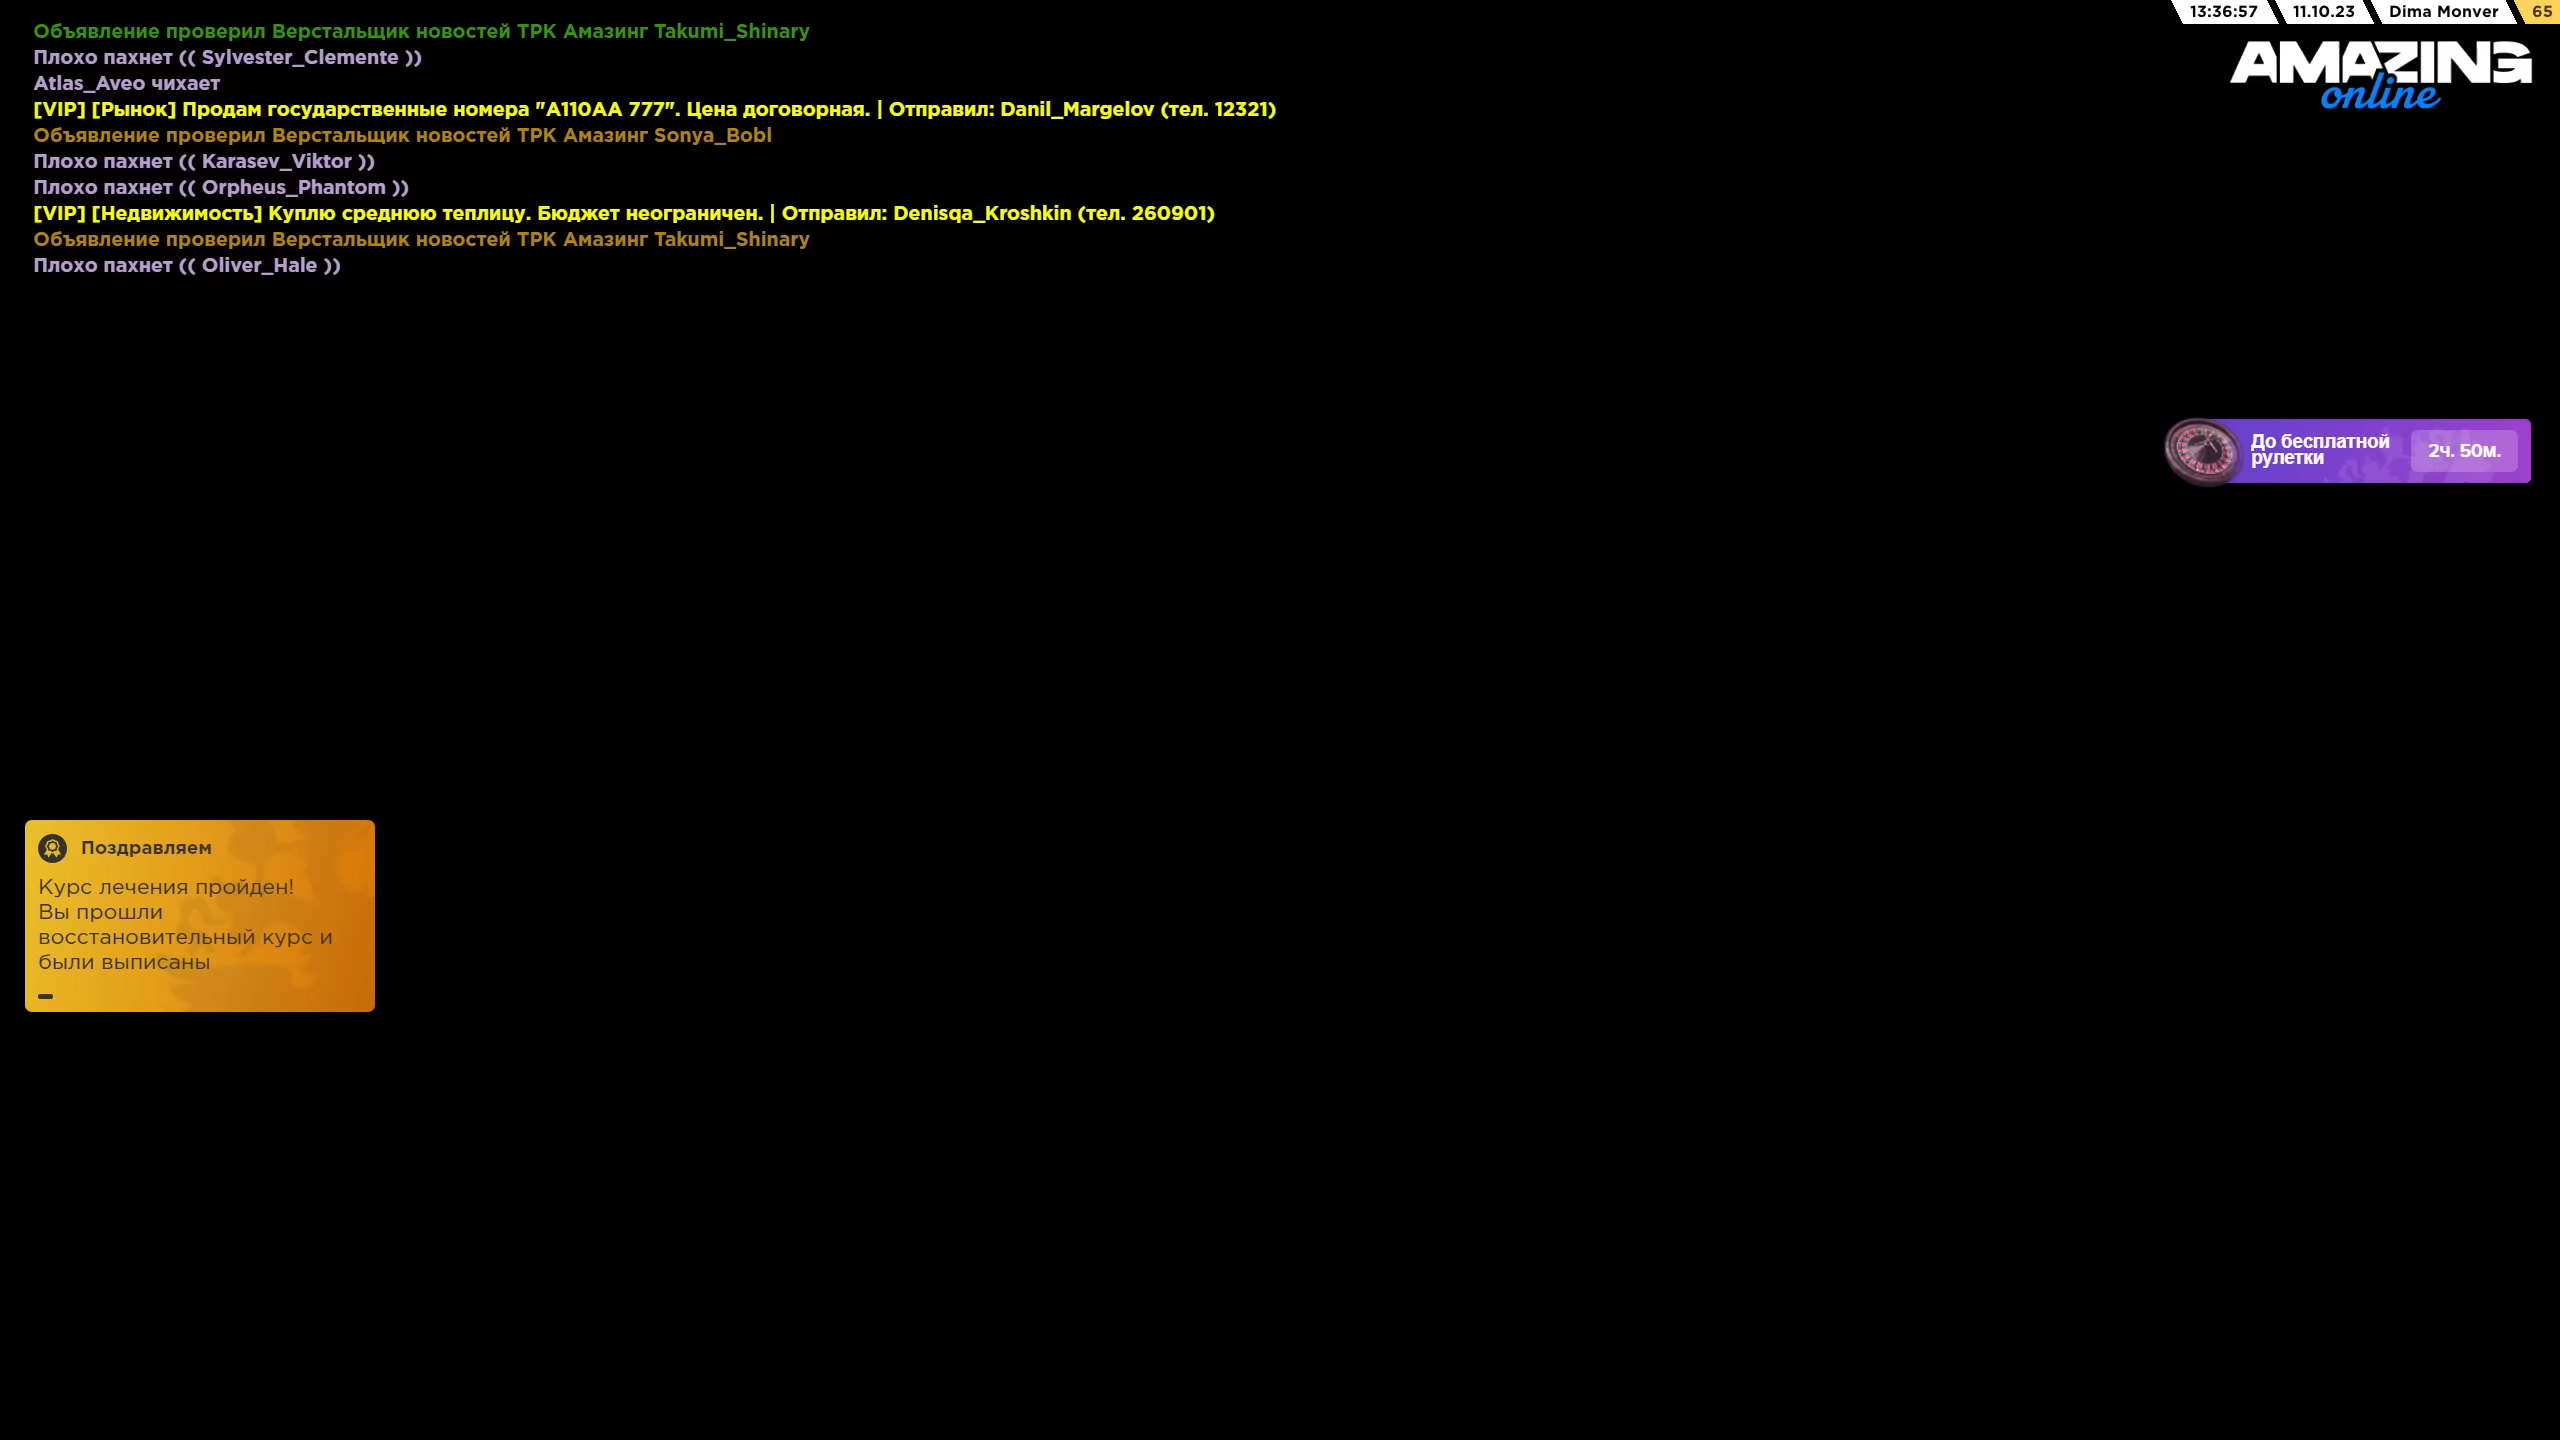 Объявление проверил Верстальщик новостей ТРК Амазинг Takumi_Shinary
Плохо пахнет (( Sylvester_Clemente ))
Atlas_Aveo чихает
[VIP] [Рынок] Продам государственные номера "А110АА 777". Цена договорная. | Отправил: Danil_Margelov (тел. 12321)
Объявление проверил Верстальщик новостей ТРК Амазинг Sonya_Bobl
Плохо пахнет (( Karasev_Viktor ))
Плохо пахнет (( Orpheus_Phantom ))
[VIP] [Недвижимость] Куплю среднюю теплицу. Бюджет неограничен. | Отправил: Denisqa_Kroshkin (тел. 260901)
Объявление проверил Верстальщик новостей ТРК Амазинг Takumi_Shinary
Плохо пахнет (( Oliver_Hale ))
13:36:57 11.10.23 Dima Monver 65
AMAZING
online
До бесплатной
рулетки
2ч. 50м.
Поздравляем
Курс лечения пройден!
Вы прошли
восстановительный курс и
были выписаны